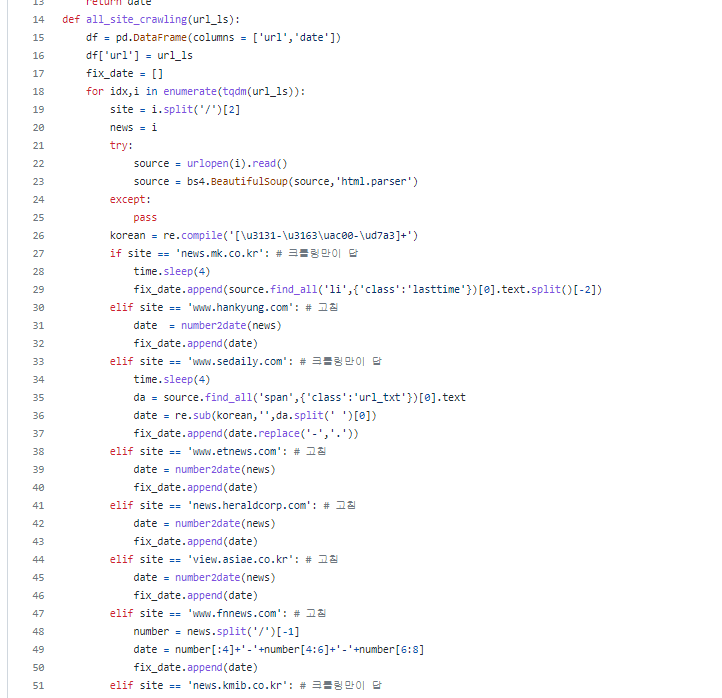 13 return date
14 def all_site_crawling(url_ls):
15 df = pd.DataFrame(columns = ['url','date'])
16 df['url'] = url_ls
17 fix_date = []
18 for idx,i in enumerate(tqdm(url_ls)):
19 site = i.split('/')[2]
20 news = i
21 try:
22 source = urlopen(i).read()
23 source = bs4.BeautifulSoup(source,'html.parser')
24 except:
25 pass
26 korean = re.compile('[\u3131-\u3163\uac00-\ud7a3]+')
27 if site == 'news.mk.co.kr': # 크롤링만이 답
28 time.sleep(4)
29 fix_date.append(source.find_all('li',{'class':'lasttime'})[0].text.split()[-2])
30 elif site == 'www.hankyung.com': # 고침
31 date  = number2date(news)
32 fix_date.append(date)
33 elif site == 'www.sedaily.com': # 크롤링만이 답
34 time.sleep(4)
35 da = source.find_all('span',{'class':'url_txt'})[0].text
36 date = re.sub(korean,'',da.split(' ')[0])
37 fix_date.append(date.replace('-','.'))
38 elif site == 'www.etnews.com': # 고침
39 date = number2date(news)
40 fix_date.append(date)
41 elif site == 'news.heraldcorp.com': # 고침
42 date = number2date(news)
43 fix_date.append(date)
44 elif site == 'view.asiae.co.kr': # 고침
45 date = number2date(news)
46 fix_date.append(date)
47 elif site == 'www.fnnews.com': # 고침
48 number = news.split('/')[-1]
49 date = number[:4]+'-'+number[4:6]+'-'+number[6:8]
50 fix_date.append(date)
51 elif site == 'news.kmib.co.kr': # 크롤링만이 답